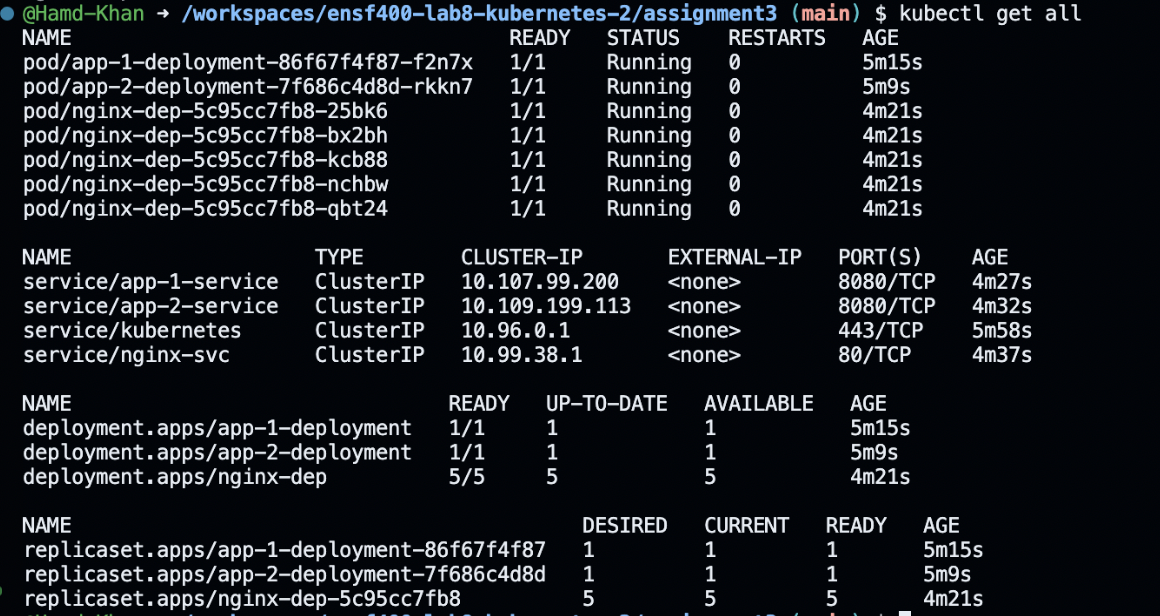 @Hamd-Khan → /workspaces/ensf400-lab8-kubernetes-2/assignment3 (main) $ kubectl get all
NAME READY STATUS RESTARTS AGE
pod/app-1-deployment-86f67f4f87-f2n7x 1/1 Running 0 5m15s
pod/app-2-deployment-7f686c4d8d-rkkn7 1/1 Running 0 5m9s
pod/nginx-dep-5c95cc7fb8-25bk6 1/1 Running 0 4m21s
pod/nginx-dep-5c95cc7fb8-bx2bh 1/1 Running 0 4m21s
pod/nginx-dep-5c95cc7fb8-kcb88 1/1 Running 0 4m21s
pod/nginx-dep-5c95cc7fb8-nchbw 1/1 Running 0 4m21s
pod/nginx-dep-5c95cc7fb8-qbt24 1/1 Running 0 4m21s
NAME TYPE CLUSTER-IP EXTERNAL-IP PORT(S) AGE
service/app-1-service ClusterIP 10.107.99.200 <none> 8080/TCP 4m27s
service/app-2-service ClusterIP 10.109.199.113 <none> 8080/TCP 4m32s
service/kubernetes ClusterIP 10.96.0.1 <none> 443/TCP 5m58s
service/nginx-svc ClusterIP 10.99.38.1 <none> 80/TCP 4m37s
NAME READY UP-TO-DATE AVAILABLE AGE
deployment.apps/app-1-deployment 1/1 1 1 5m15s
deployment.apps/app-2-deployment 1/1 1 1 5m9s
deployment.apps/nginx-dep 5/5 5 5 4m21s
NAME DESIRED CURRENT READY AGE
replicaset.apps/app-1-deployment-86f67f4f87 1 1 1 5m15s
replicaset.apps/app-2-deployment-7f686c4d8d 1 1 1 5m9s
replicaset.apps/nginx-dep-5c95cc7fb8 5 5 5 4m21s